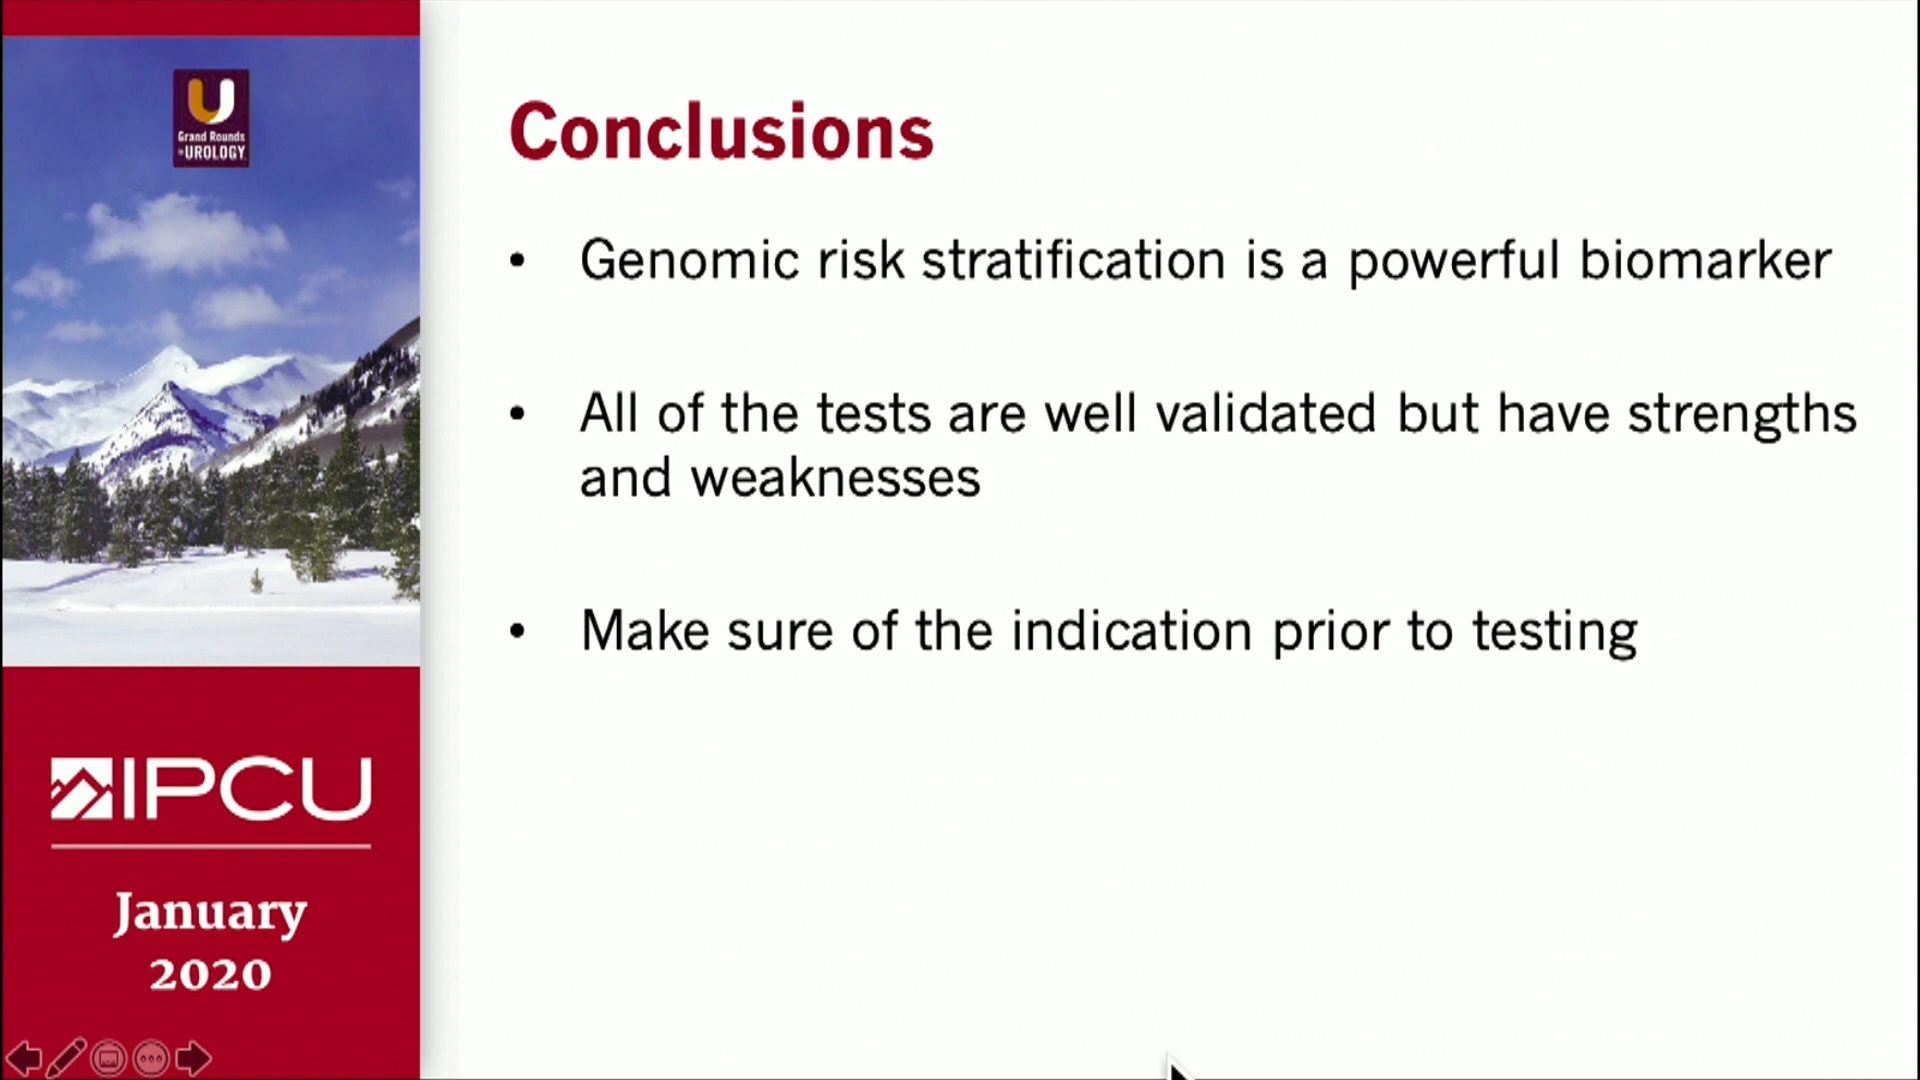 U
Grand Rounds
in UROLOGY
IPCU
January
2020
Conclusions
• Genomic risk stratification is a powerful biomarker
• All of the tests are well validated but have strengths
and weaknesses
• Make sure of the indication prior to testing